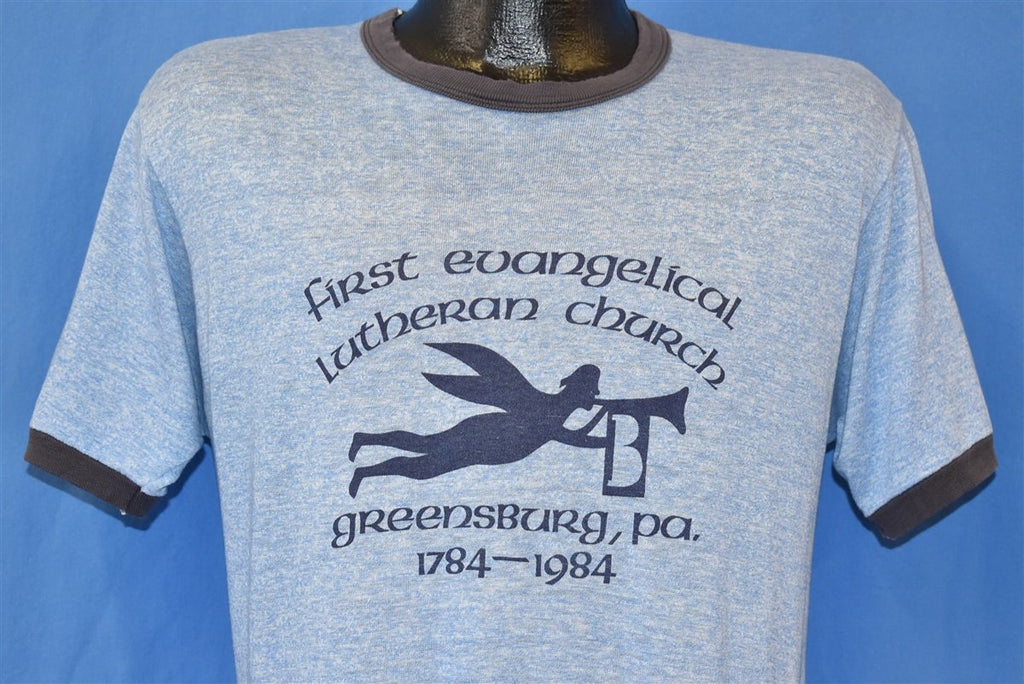 first evangelical
Lutheran church
B
Greensburg, pa.
1784—1984